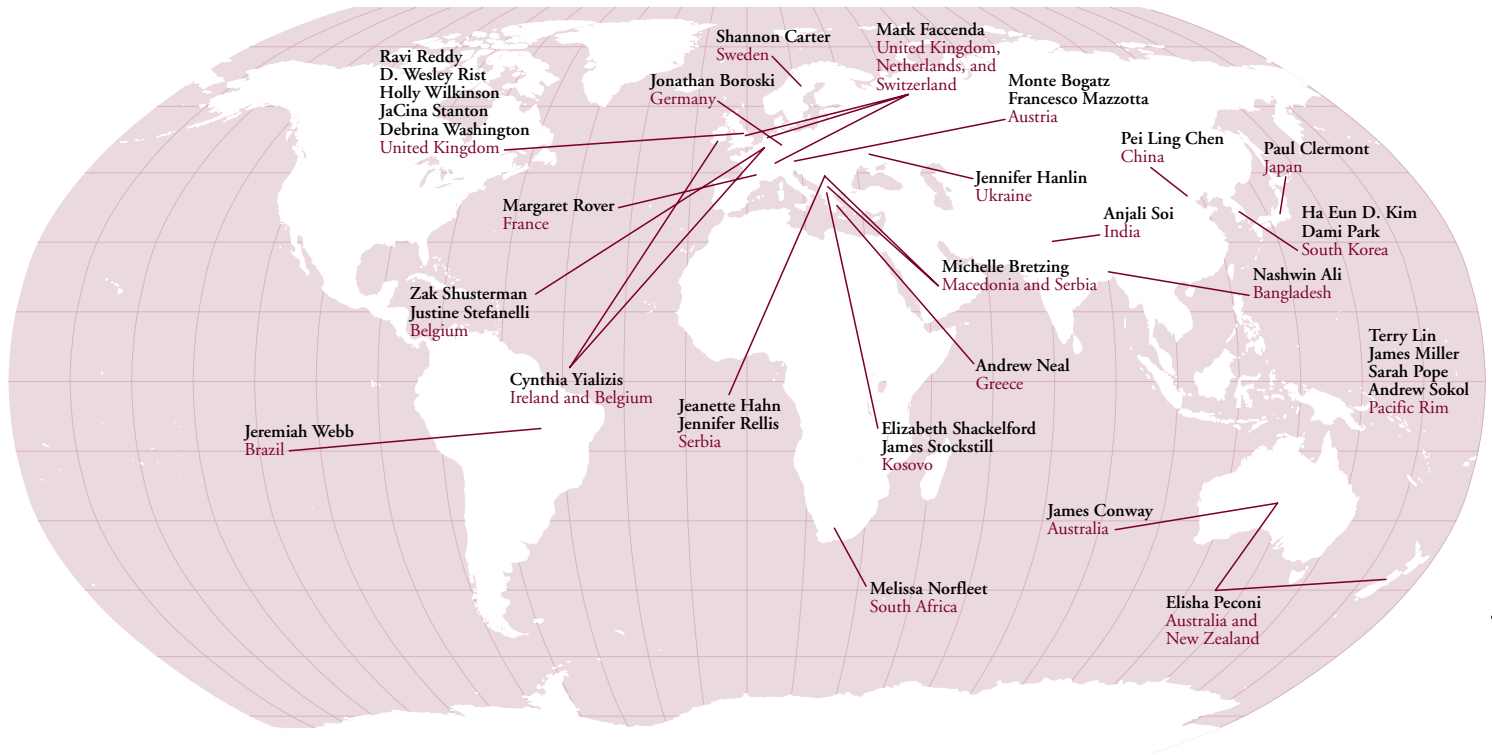 Ravi Reddy
D. Wesley Rist
Holly Wilkinson
JaCina Stanton
Debrina Washington
United Kingdom
Shannon Carter
Sweden
Jonathan Boroski
Germany
Mark Faccenda
United Kingdom,
Netherlands, and
Switzerland
Monte Bogatz
Francesco Mazzotta
Austria
Pei Ling Chen
China
Paul Clermont
Japan
Jennifer Hanlin
Ukraine
Margaret Rover
France
Anjali Soi
India
Ha Eun D. Kim
Dami Park
South Korea
Michelle Bretzing
Macedonia and Serbia
Nashwin Ali
Bangladesh
Zak Shusterman
Justine Stefanelli
Belgium
Terry Lin
James Miller
Sarah Pope
Andrew Sokol
Pacific Rim
Cynthia Yializis
Ireland and Belgium
Andrew Neal
Greece
Jeanette Hahn
Jennifer Rellis
Serbia
Jeremiah Webb
Brazil
Elizabeth Shackelford
James Stockstill
Kosovo
James Conway
Australia
Melissa Norfleet
South Africa
Elisha Peconi
Australia and
New Zealand